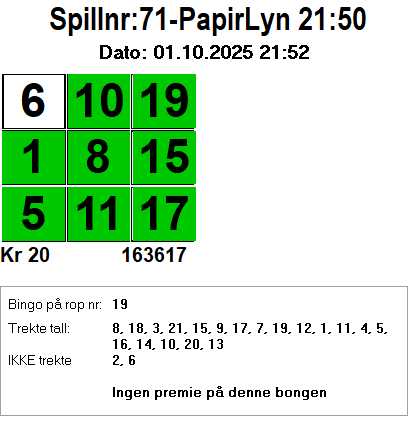 Spillnr:71-PapirLyn 21:50
Dato: 01.10.2025 21:52
6 10 19
1 8 15
5 11 17
Kr 20 163617
Bingo på rop nr: 19
Trekte tall: 8, 18, 3, 21, 15, 9, 17, 7, 19, 12, 1, 11, 4, 5,
16, 14, 10, 20, 13
IKKE trekte 2, 6
Ingen premie på denne bongen